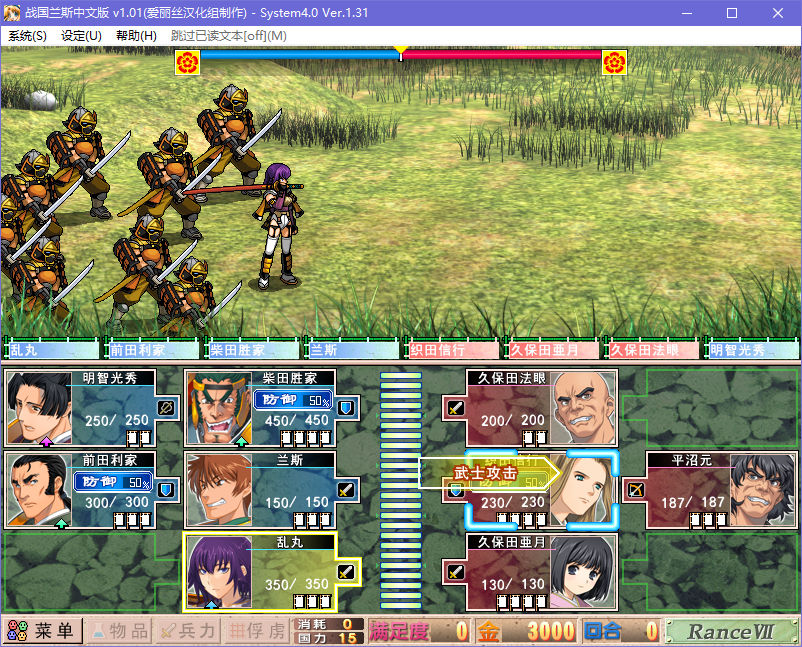 战国兰斯中文版 v1.01(爱丽丝汉化组制作) - System4.0 Ver.1.31
系统(S) 设定(U) 帮助(H) 跳过已读文本[off](M)
乱丸 前田利家 柴田胜家 兰斯 织田信行 久保田亜月 久保田法眼 明智光秀
明智光秀
250/ 250
柴田胜家
防御 50%
450/ 450
久保田法眼
200/ 200
前田利家
防御 50%
300/ 300
兰斯
150/ 150
武士攻击
50%
230/ 230
平沼元
187/ 187
乱丸
350/ 350
久保田亜月
130/ 130
菜单 物品 兵力 俘虏 消耗 0 国力 15 满足度 0 金 3000 回合 0 Rance VII